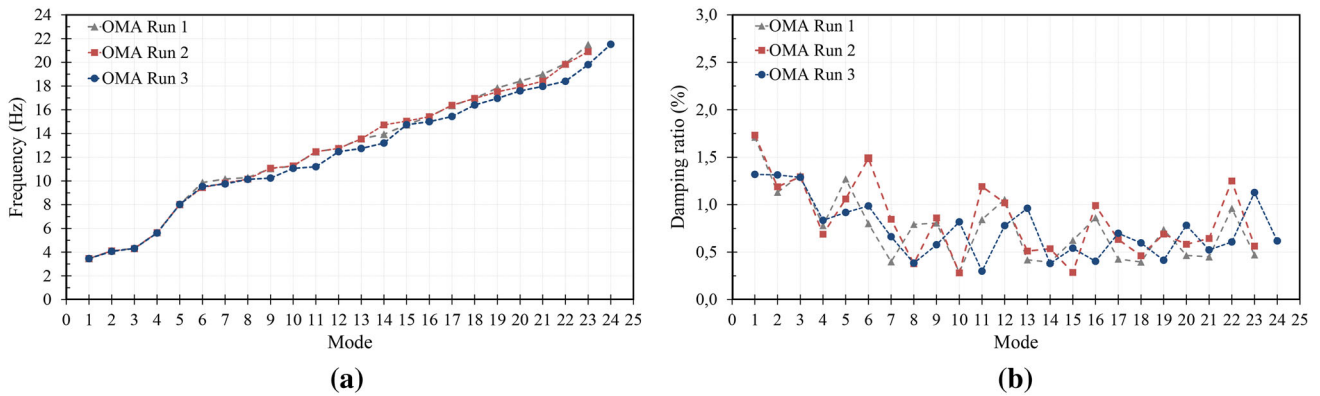 24
22
20
18
16
14
12
10
8
6
4
2
0
Frequency (Hz)
OMA Run 1
OMA Run 2
OMA Run 3
0 1 2 3 4 5 6 7 8 9 10 11 12 13 14 15 16 17 18 19 20 21 22 23 24 25
Mode
(a)
3,0
2,5
2,0
1,5
1,0
0,5
0,0
Damping ratio (%)
OMA Run 1
OMA Run 2
OMA Run 3
0 1 2 3 4 5 6 7 8 9 10 11 12 13 14 15 16 17 18 19 20 21 22 23 24 25
Mode
(b)